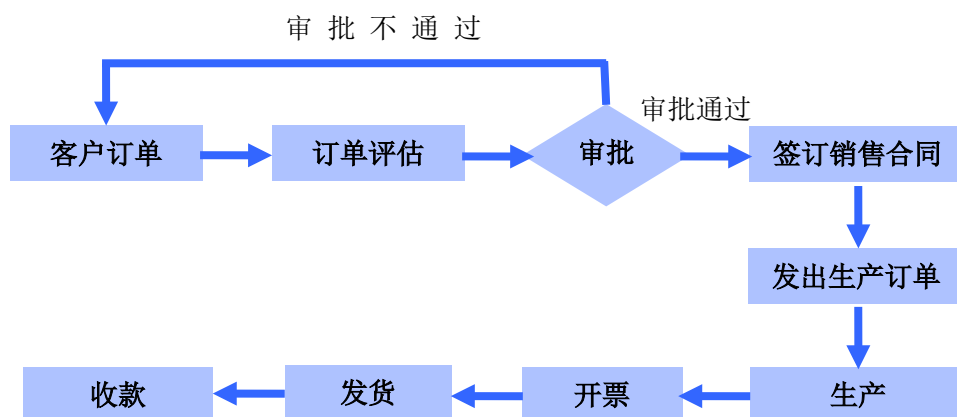 审批不通过
审批通过
客户订单
订单评估
审批
签订销售合同
发出生产订单
收款
发货
开票
生产